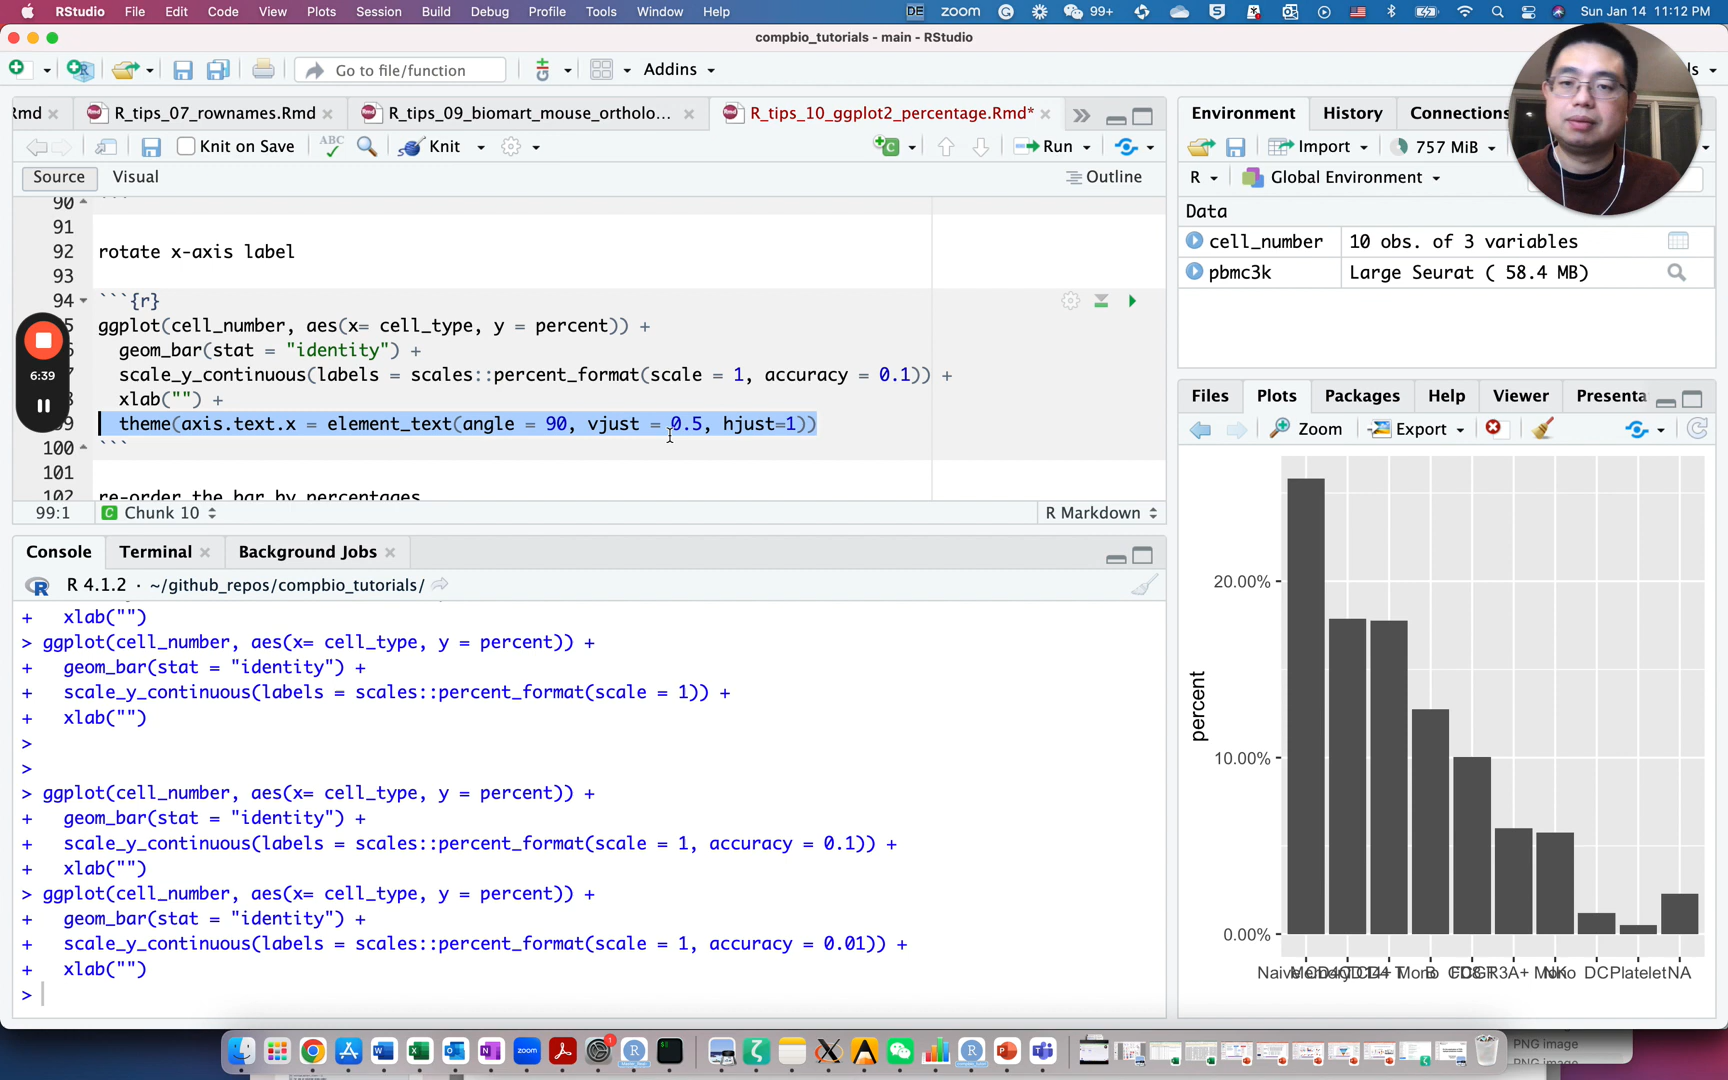 RStudio File Edit Code View Plots Session Build Debug Profile Tools Window Help
DE zoom 99+ Sun Jan 14 11:12 PM
compbio_tutorials - main - RStudio
Go to file/function Addins
Rmd R_tips_07_rownames.Rmd R_tips_09_biomart_mouse_ortholo... R_tips_10_ggplot2_percentage.Rmd*
Knit on Save ABC Knit Run
Source Visual Outline
90 ```
91
92 rotate x-axis label
93
94 ```{r}
ggplot(cell_number, aes(x= cell_type, y = percent)) +
geom_bar(stat = "identity") +
scale_y_continuous(labels = scales::percent_format(scale = 1, accuracy = 0.1)) +
xlab("") +
theme(axis.text.x = element_text(angle = 90, vjust = 0.5, hjust=1))
100 ```
101
102 re-order the bar by percentages
6:39
99:1 C Chunk 10 R Markdown
Console Terminal Background Jobs
R 4.1.2 · ~/github_repos/compbio_tutorials/
+ xlab("")
> ggplot(cell_number, aes(x= cell_type, y = percent)) +
+ geom_bar(stat = "identity") +
+ scale_y_continuous(labels = scales::percent_format(scale = 1)) +
+ xlab("")
>
>
> ggplot(cell_number, aes(x= cell_type, y = percent)) +
+ geom_bar(stat = "identity") +
+ scale_y_continuous(labels = scales::percent_format(scale = 1, accuracy = 0.1)) +
+ xlab("")
> ggplot(cell_number, aes(x= cell_type, y = percent)) +
+ geom_bar(stat = "identity") +
+ scale_y_continuous(labels = scales::percent_format(scale = 1, accuracy = 0.01)) +
+ xlab("")
>
Environment History Connections
Import 757 MiB
R Global Environment
Data
cell_number 10 obs. of 3 variables
pbmc3k Large Seurat ( 58.4 MB)
Files Plots Packages Help Viewer Presenta
Zoom Export
percent
20.00%
10.00%
0.00%
DC Platelet NA
PNG image
PNG image